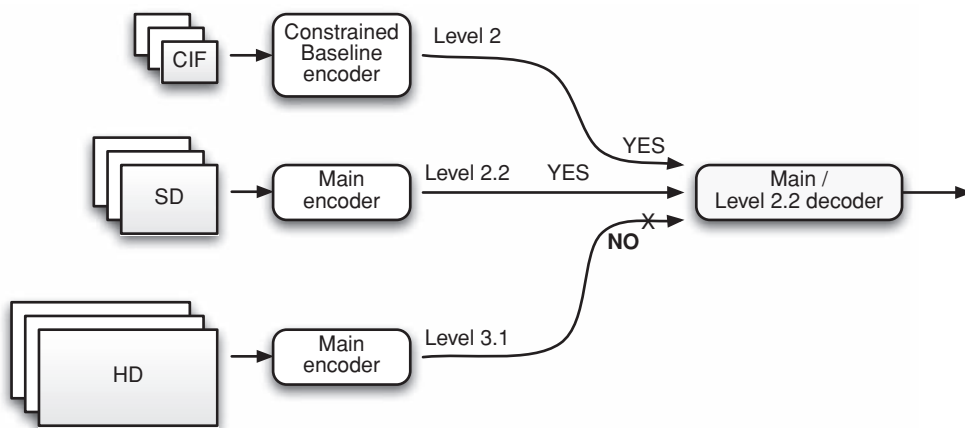 CIF
Constrained
Baseline
encoder
Level 2
YES
SD
Main
encoder
Level 2.2
YES
Main /
Level 2.2 decoder
NO
X
HD
Main
encoder
Level 3.1